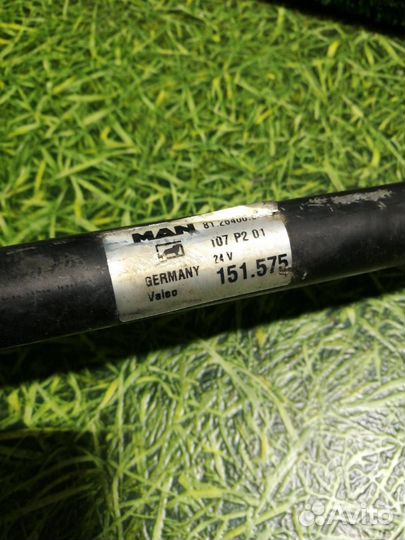 MAN
107 P2 01
GERMANY 24 V
Valeo 151.575
Avito